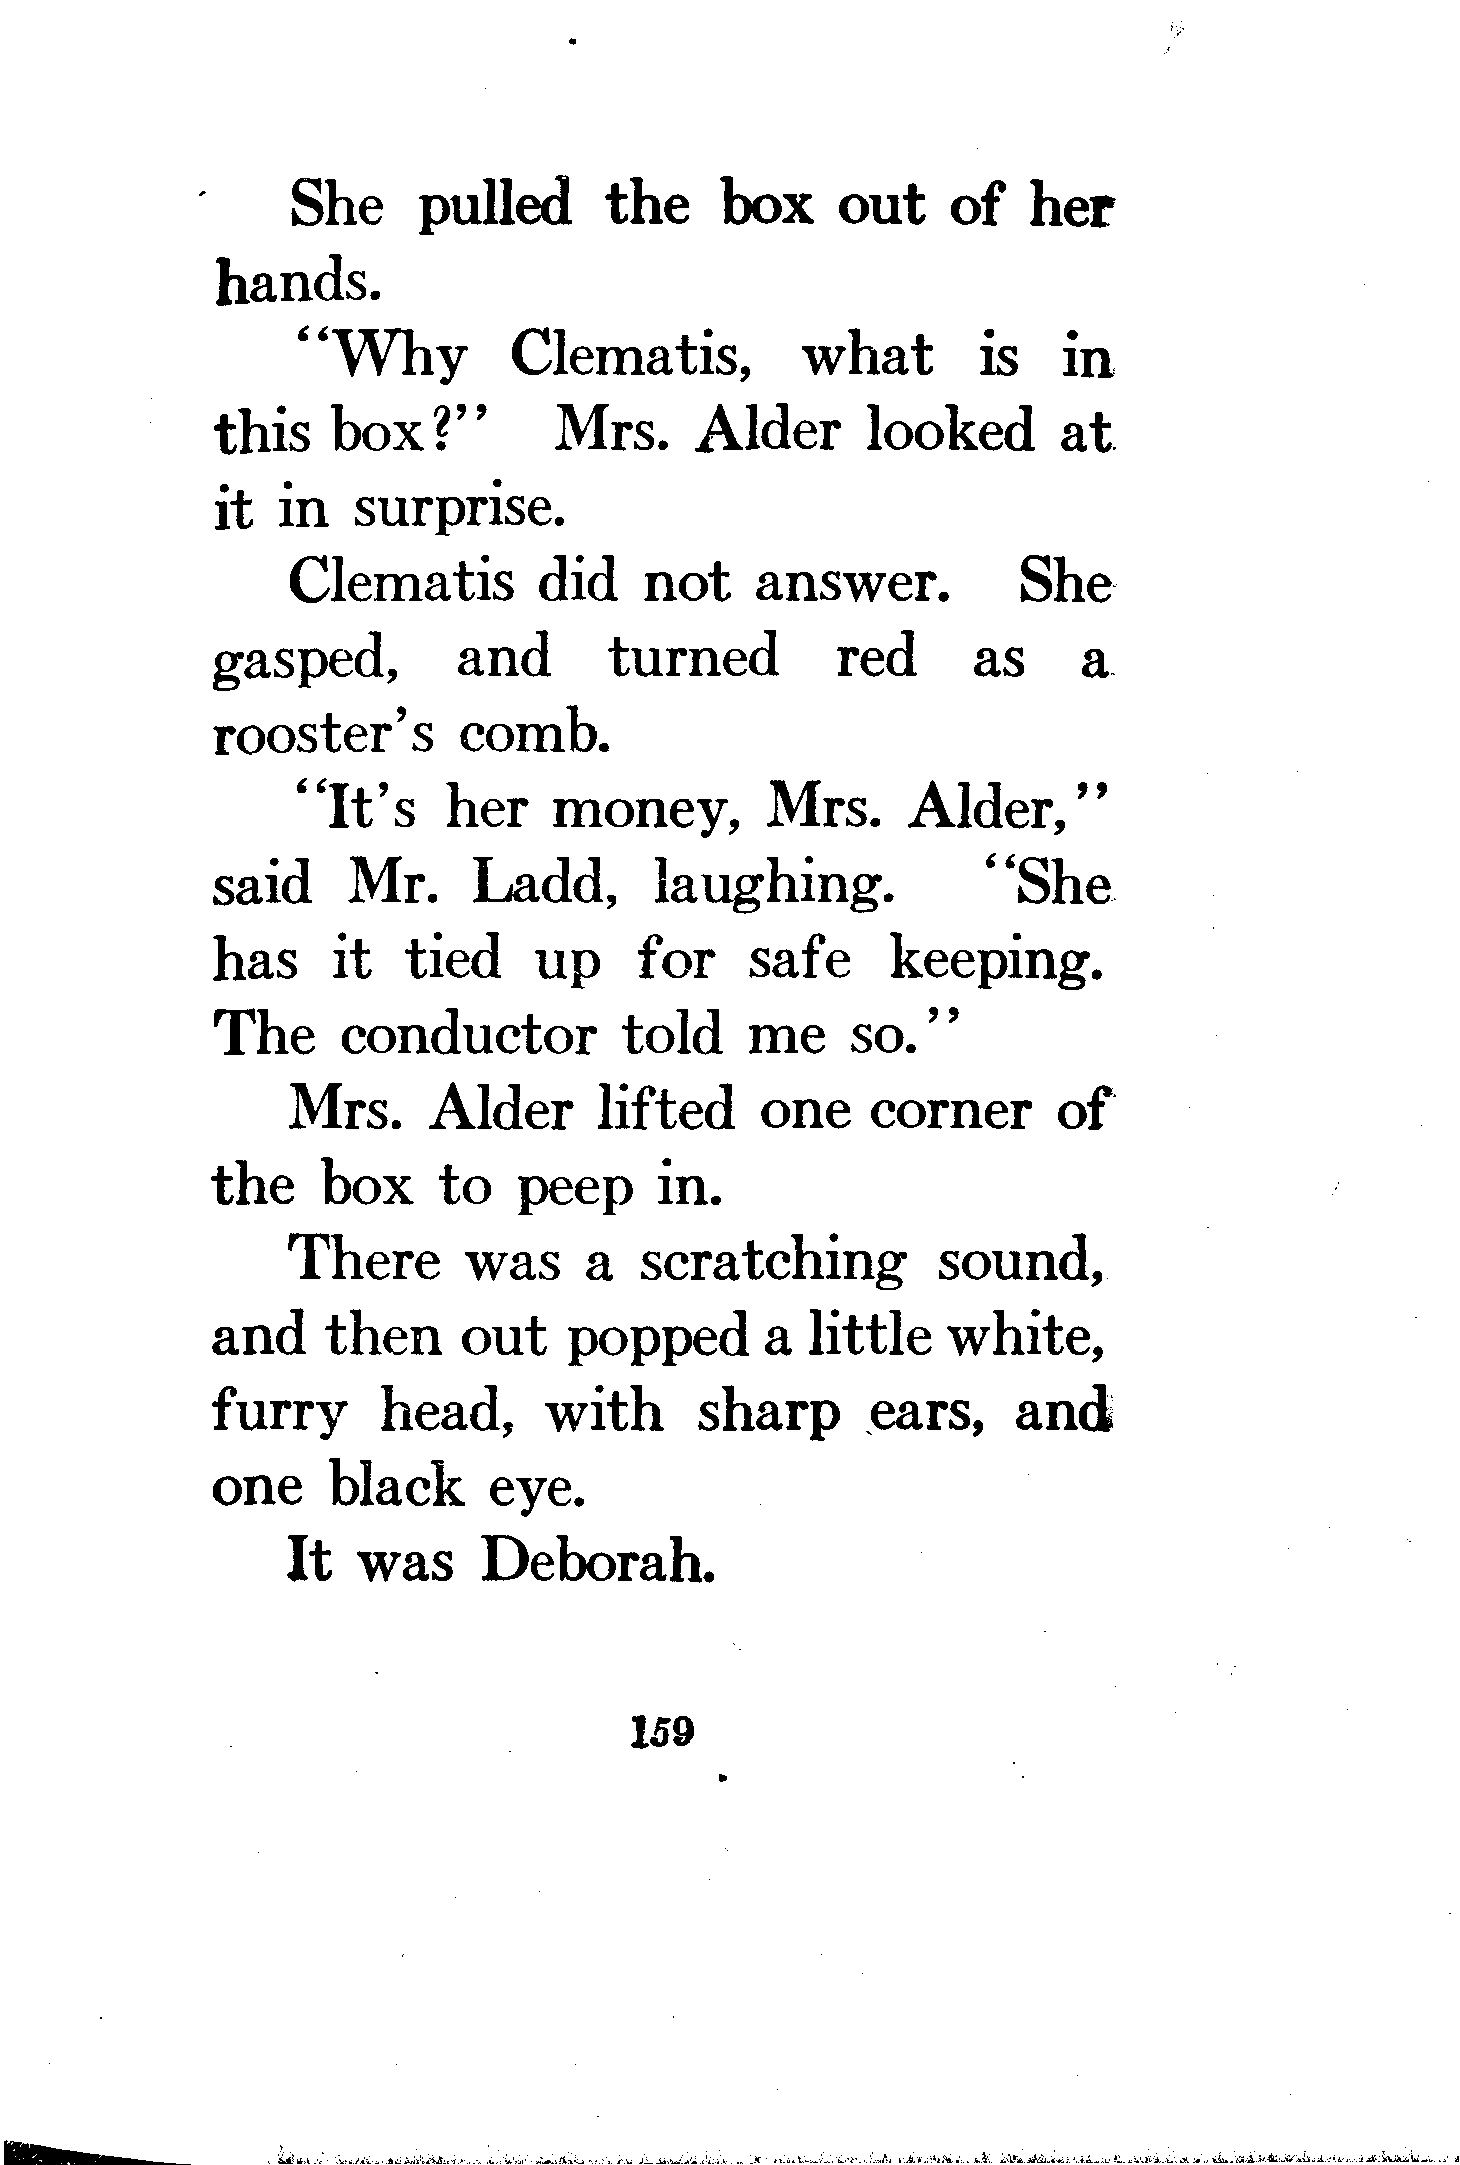 She pulled the box out of her
hands.
"Why Clematis, what is in
this box?" Mrs. Alder looked at
it in surprise.
Clematis did not answer. She
gasped, and turned red as a
rooster's comb.
"It's her money, Mrs. Alder,"
said Mr. Ladd, laughing. "She
has it tied up for safe keeping.
The conductor told me so."
Mrs. Alder lifted one corner of
the box to peep in.
There was a scratching sound,
and then out popped a little white,
furry head, with sharp ears, and
one black eye.
It was Deborah.
159